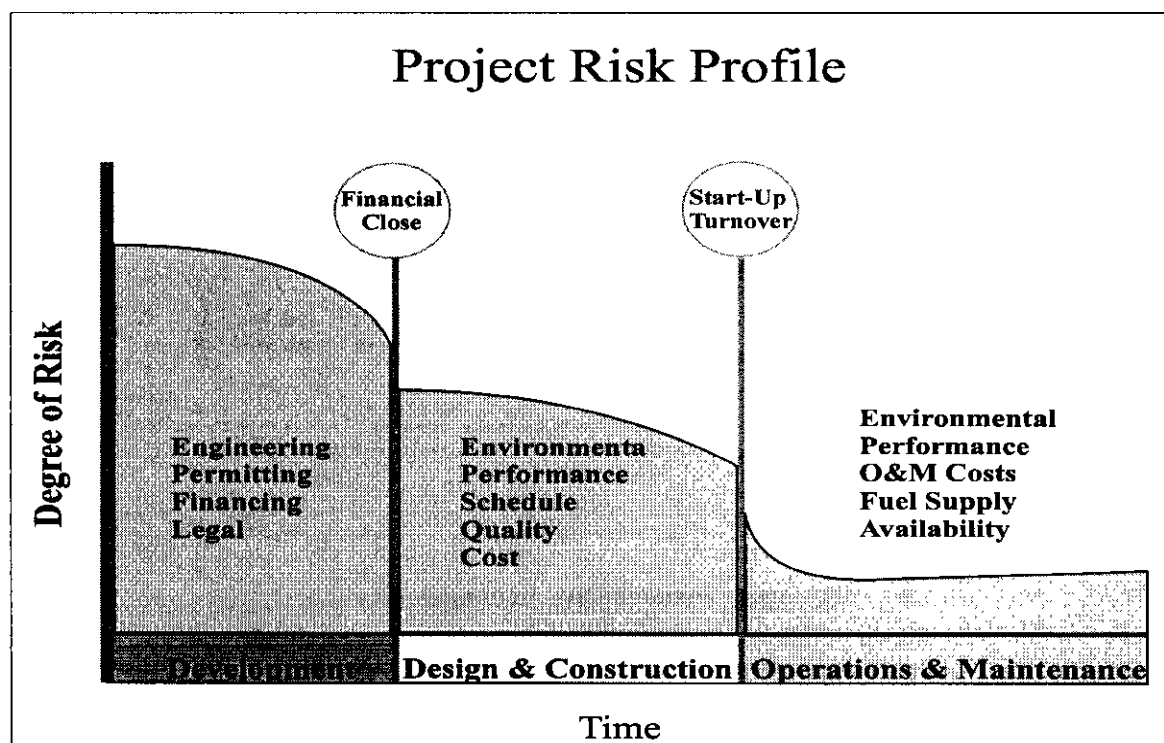 Project Risk Profile
Financial
Close
Start-Up
Turnover
Degree of Risk
Engineering
Permitting
Financing
Legal
Environmenta
Performance
Schedule
Quality
Cost
Environmental
Performance
O&M Costs
Fuel Supply
Availability
Development
Design & Construction
Operations & Maintenance
Time